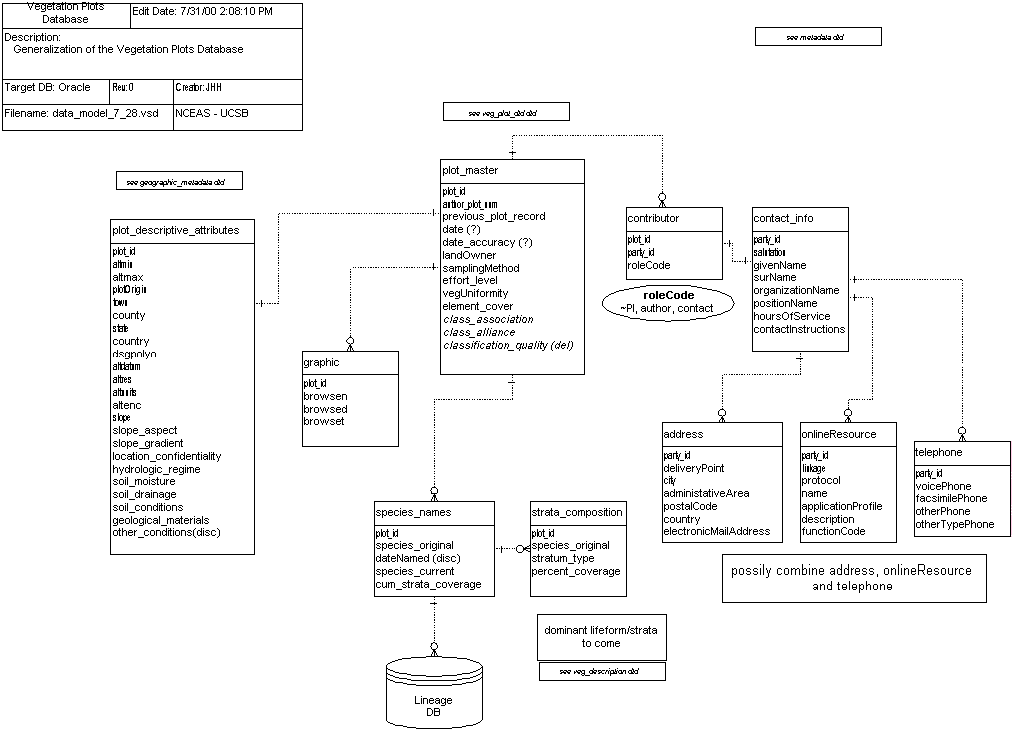 Vegetation Plots
Database
Edit Date: 7/31/00 2:08:10 PM
Description:
Generalization of the Vegetation Plots Database
Target DB: Oracle
Rev: 0
Creator: JHH
Filename: data_model_7_28.vsd
NCEAS - UCSB
see metadata dtd
see veg_plot_dtd dtd
see geographic_metadata dtd
plot_master
plot_id
author_plot_num
previous_plot_record
date (?)
date_accuracy (?)
landOwner
samplingMethod
effort_level
vegUniformity
element_cover
class_association
class_alliance
classification_quality (del)
contributor
plot_id
party_id
roleCode
roleCode
~PI, author, contact
contact_info
party_id
salutation
givenName
surName
organizationName
positionName
hoursOfService
contactInstructions
plot_descriptive_attributes
plot_id
altmin
altmax
plotOrigin
town
county
state
country
dsgpolyo
altdatum
altres
altunits
altenc
slope
slope_aspect
slope_gradient
location_confidentiality
hydrologic_regime
soil_moisture
soil_drainage
soil_conditions
geological_materials
other_conditions(disc)
graphic
plot_id
browsen
browsed
browset
address
party_id
deliveryPoint
city
administativeArea
postalCode
country
electronicMailAddress
onlineResource
party_id
linkage
protocol
name
applicationProfile
description
functionCode
telephone
party_id
voicePhone
facsimilePhone
otherPhone
otherTypePhone
species_names
plot_id
species_original
dateNamed (disc)
species_current
cum_strata_coverage
strata_composition
plot_id
species_original
stratum_type
percent_coverage
possily combine address, onlineResource
and telephone
dominant lifeform/strata
to come
see veg_description dtd
Lineage
DB